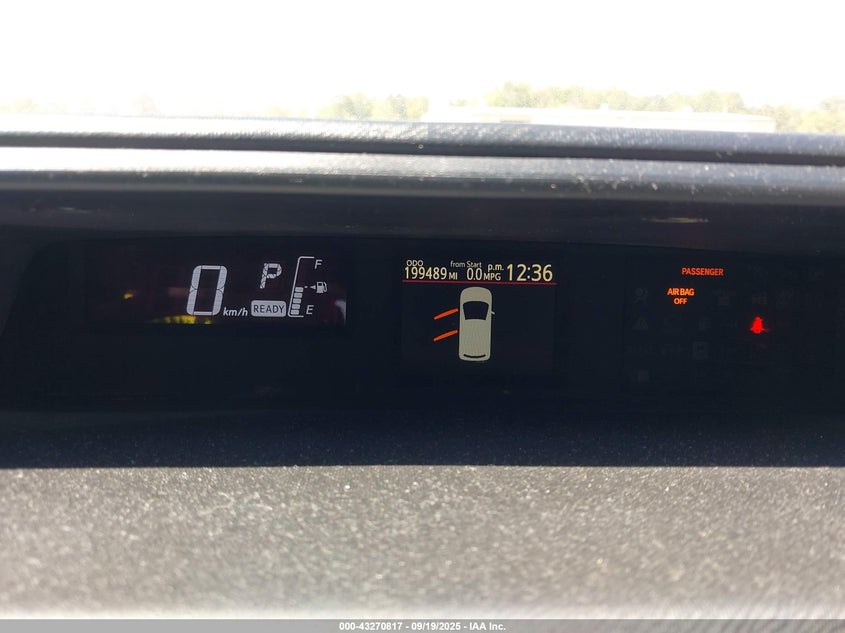 0 km/h
P
READY
F
E
ODO
199489 MI
from Start
0.0 MPG
p.m.
12:36
PASSENGER
AIR BAG
OFF
000-43270817 - 09/19/2025 - IAA Inc.